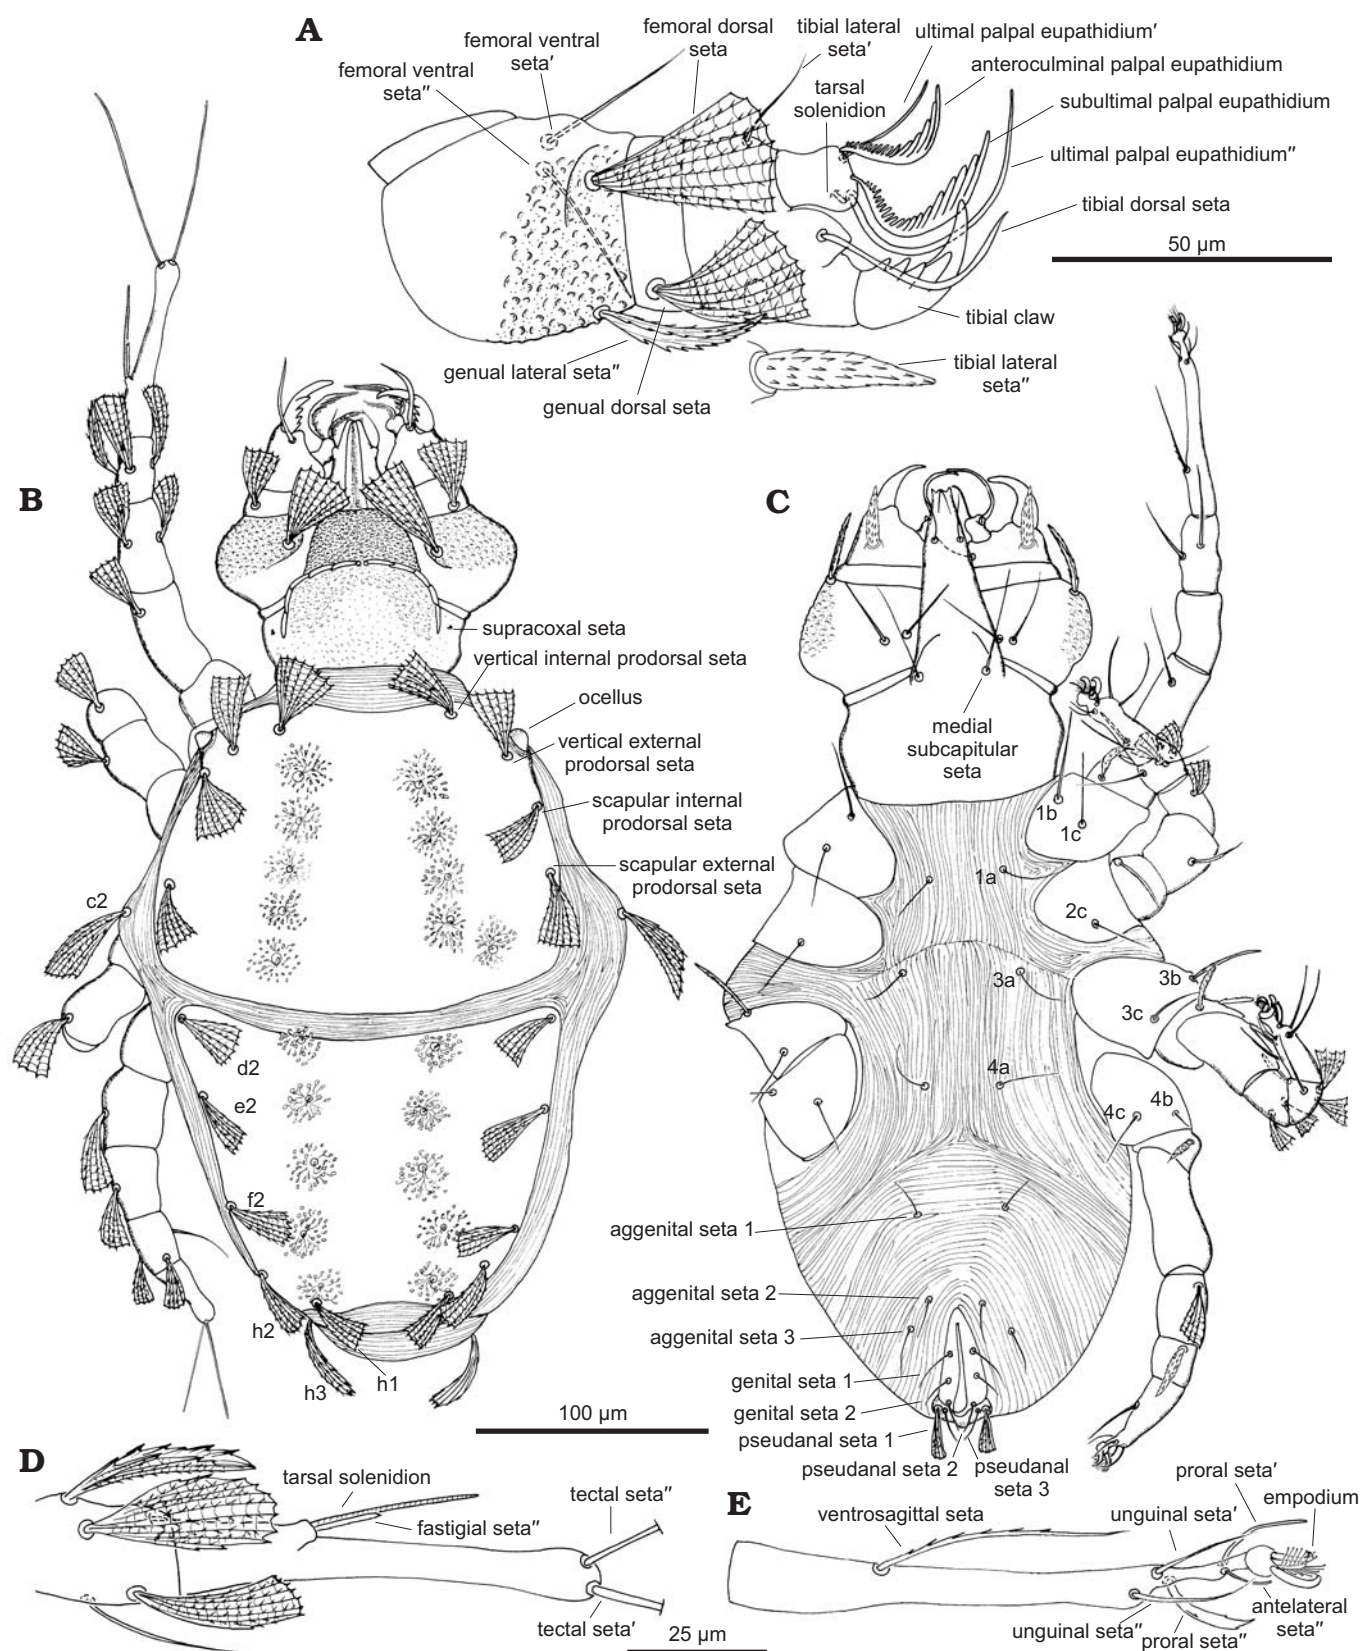 A
femoral ventral
seta′
femoral dorsal
seta
tibial lateral
seta′
ultimal palpal eupathidium′
femoral ventral
seta″
anteroculminal palpal eupathidium
tarsal
solenidion
subultimal palpal eupathidium
ultimal palpal eupathidium″
tibial dorsal seta
50 µm
tibial claw
genual lateral seta″
tibial lateral
seta″
genual dorsal seta
B
supracoxal seta
vertical internal prodorsal seta
ocellus
vertical external
prodorsal seta
scapular internal
prodorsal seta
scapular external
prodorsal seta
c2
d2
e2
f2
h2
h1
h3
100 µm
C
medial
subcapitular
seta
1b
1c
1a
2c
3a
3b
3c
4a
4c
4b
aggenital seta 1
aggenital seta 2
aggenital seta 3
genital seta 1
genital seta 2
pseudanal seta 1
pseudanal seta 2
pseudanal
seta 3
D
tarsal solenidion
fastigial seta″
tectal seta″
tectal seta′
25 µm
E
ventrosagittal seta
proral seta′
unguinal seta′
empodium
unguinal seta″
proral seta″
antelateral
seta″